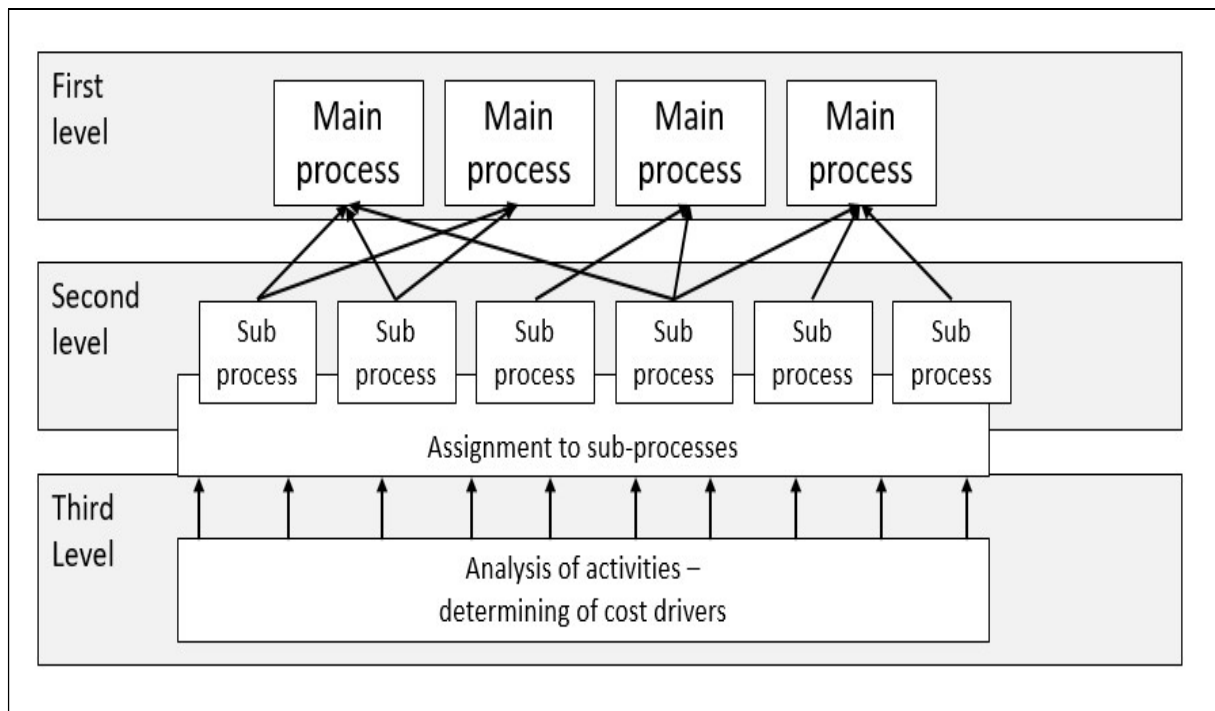 First
level
Main
process
Main
process
Main
process
Main
process
Second
level
Sub
process
Sub
process
Sub
process
Sub
process
Sub
process
Sub
process
Assignment to sub-processes
Third
Level
Analysis of activities –
determining of cost drivers